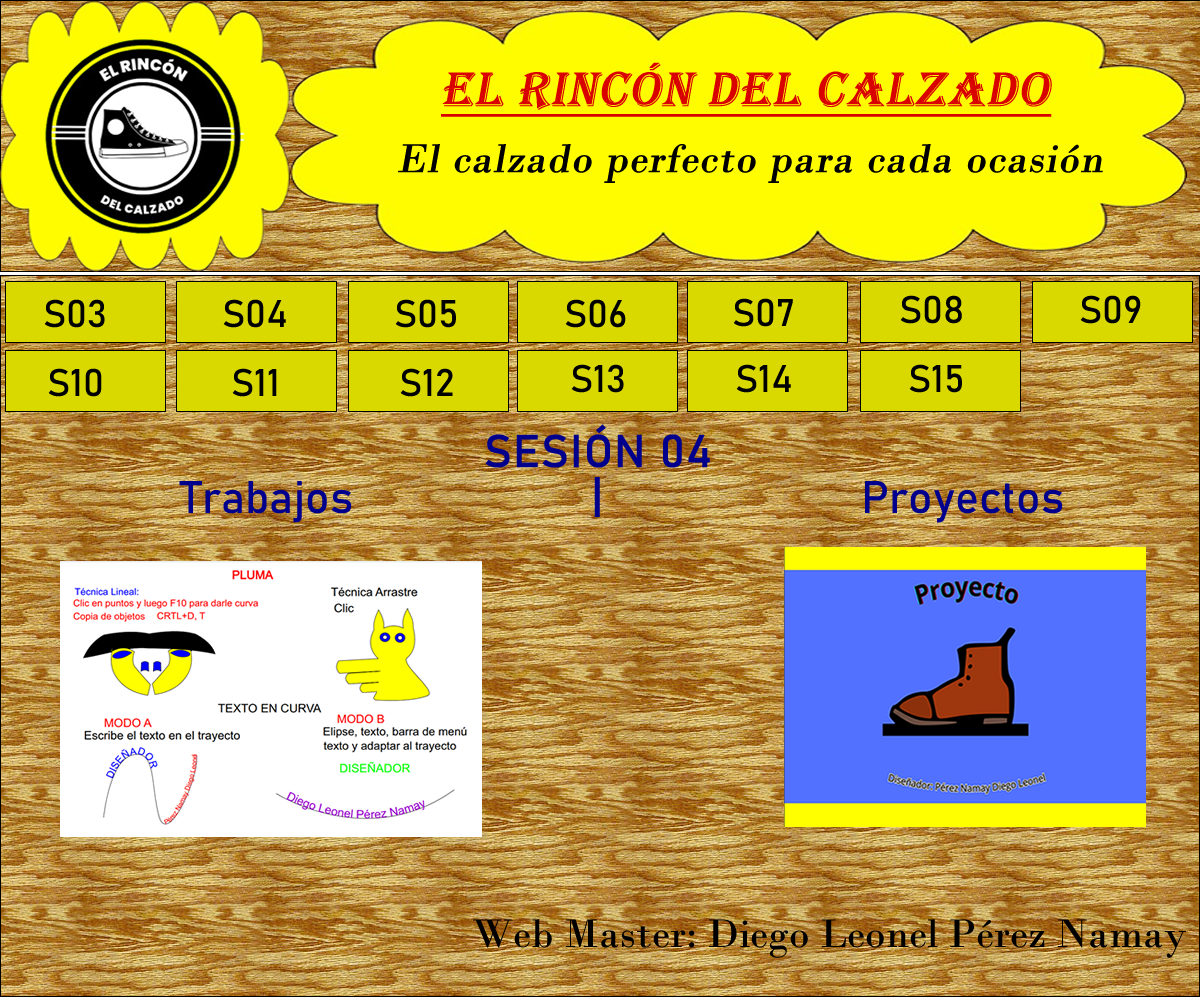 EL RINCÓN
DEL CALZADO
EL RINCÓN DEL CALZADO
El calzado perfecto para cada ocasión
S03 S04 S05 S06 S07 S08 S09
S10 S11 S12 S13 S14 S15
SESIÓN 04
Trabajos | Proyectos
PLUMA
Técnica Lineal:
Clic en puntos y luego F10 para darle curva
Copia de objetos CRTL+D, T
Técnica Arrastre
Clic
TEXTO EN CURVA
MODO A
Escribe el texto en el trayecto
DISEÑADOR
Pérez Namay Diego Leonel
MODO B
Elipse, texto, barra de menú
texto y adaptar al trayecto
DISEÑADOR
Diego Leonel Pérez Namay
Proyecto
Diseñador: Pérez Namay Diego Leonel
Web Master: Diego Leonel Pérez Namay